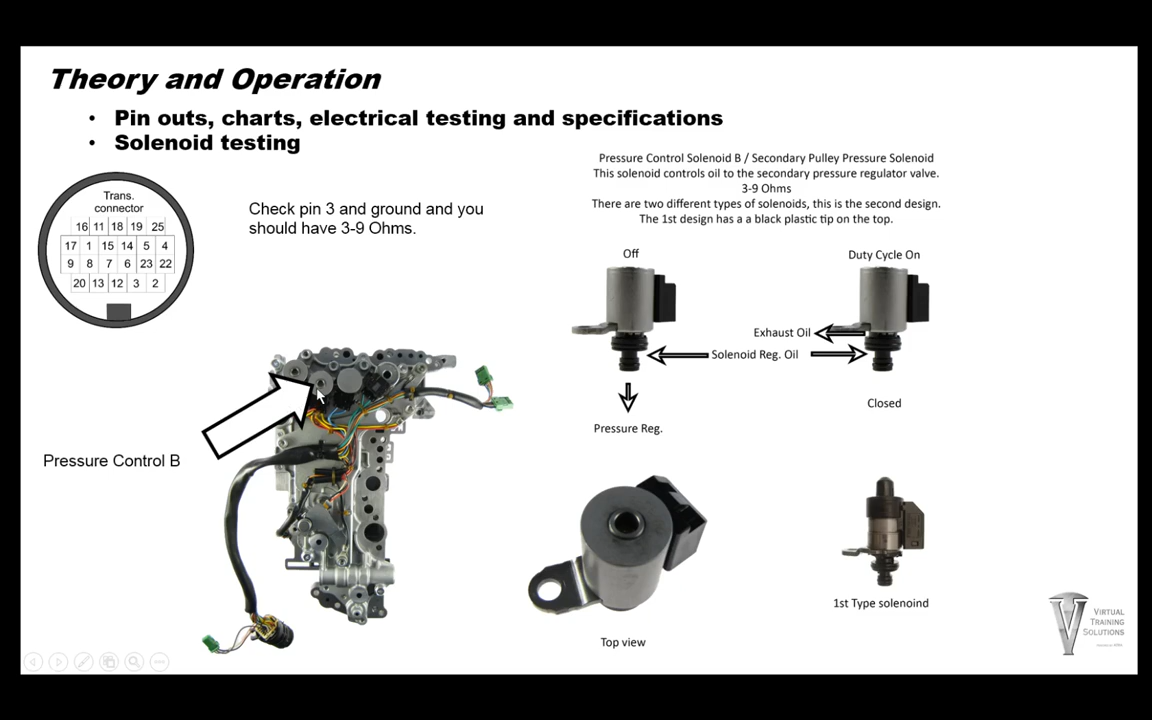 Theory and Operation
• Pin outs, charts, electrical testing and specifications
• Solenoid testing
Pressure Control Solenoid B / Secondary Pulley Pressure Solenoid
This solenoid controls oil to the secondary pressure regulator valve.
3-9 Ohms
There are two different types of solenoids, this is the second design.
The 1st design has a a black plastic tip on the top.
Trans.
connector
16 11 18 19 25
17 1 15 14 5 4
9 8 7 6 23 22
20 13 12 3 2
Check pin 3 and ground and you
should have 3-9 Ohms.
Off
Duty Cycle On
Exhaust Oil
Solenoid Reg. Oil
Closed
Pressure Reg.
Pressure Control B
1st Type solenoind
Top view
VIRTUAL
TRAINING
SOLUTIONS